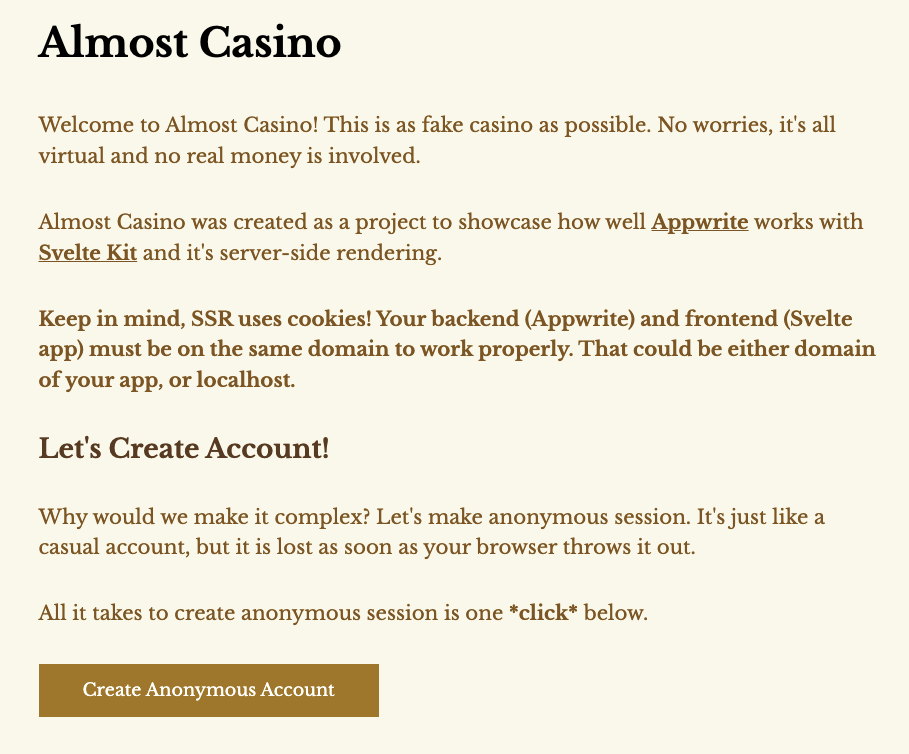 Almost Casino
Welcome to Almost Casino! This is as fake casino as possible. No worries, it's all
virtual and no real money is involved.
Almost Casino was created as a project to showcase how well Appwrite works with
Svelte Kit and it's server-side rendering.
Keep in mind, SSR uses cookies! Your backend (Appwrite) and frontend (Svelte
app) must be on the same domain to work properly. That could be either domain
of your app, or localhost.
Let's Create Account!
Why would we make it complex? Let's make anonymous session. It's just like a
casual account, but it is lost as soon as your browser throws it out.
All it takes to create anonymous session is one *click* below.
Create Anonymous Account